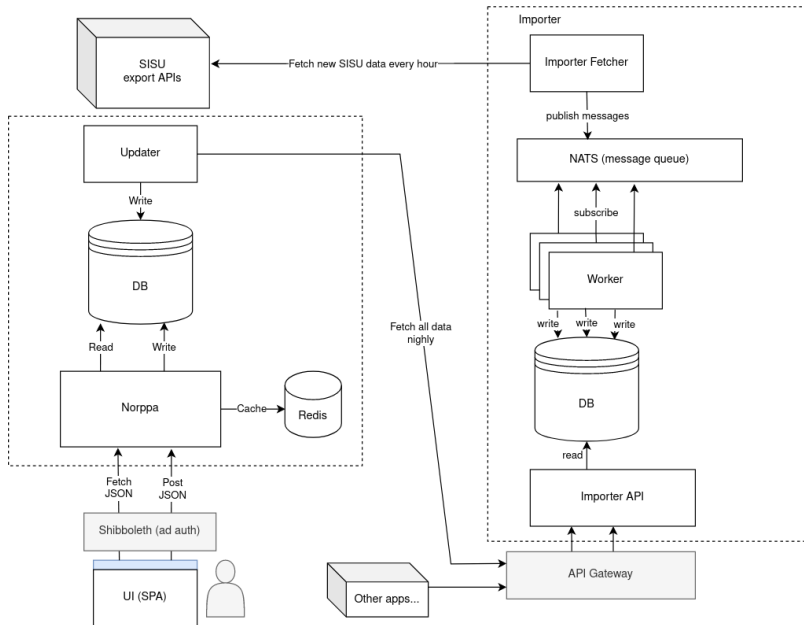 Importer
SISU
export APIs
Fetch new SISU data every hour
Importer Fetcher
publish messages
Updater
NATS (message queue)
Write
subscribe
DB
Worker
Fetch all data
nighly
write
write
write
Read
Write
Norppa
Cache
Redis
DB
read
Fetch
JSON
Post
JSON
Importer API
Shibboleth (ad auth)
API Gateway
UI (SPA)
Other apps...